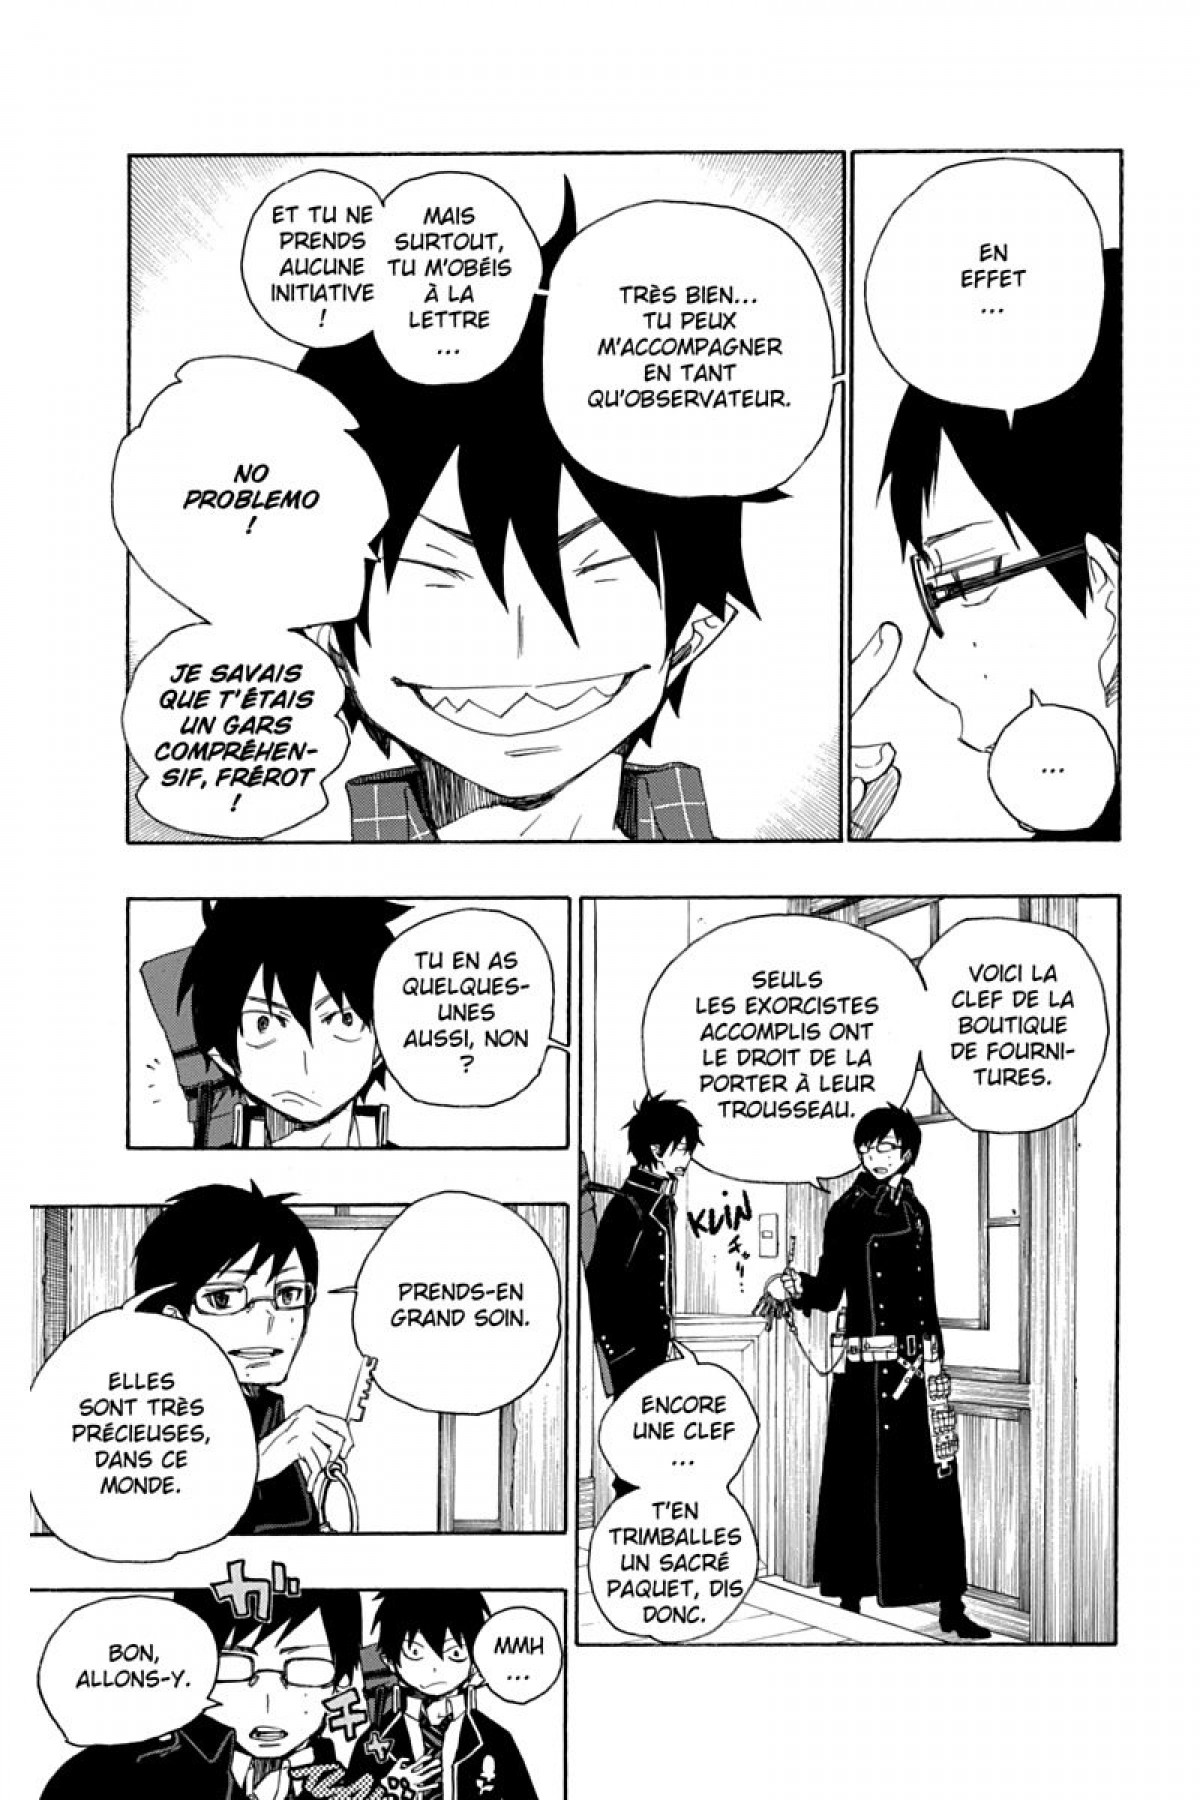 EN
EFFET
...
...
TRÈS BIEN...
TU PEUX
M'ACCOMPAGNER
EN TANT
QU'OBSERVATEUR.
MAIS
SURTOUT,
TU M'OBÉIS
À LA
LETTRE
...
ET TU NE
PRENDS
AUCUNE
INITIATIVE
!
NO
PROBLEMO
!
JE SAVAIS
QUE T'ÉTAIS
UN GARS
COMPRÉHEN-
SIF, FRÉROT
!
VOICI LA
CLEF DE LA
BOUTIQUE
DE FOURNI-
TURES.
SEULS
LES EXORCISTES
ACCOMPLIS ONT
LE DROIT DE LA
PORTER À LEUR
TROUSSEAU.
KLIN
ENCORE
UNE CLEF
...
T'EN
TRIMBALLES
UN SACRÉ
PAQUET, DIS
DONC.
TU EN AS
QUELQUES-
UNES
AUSSI, NON
?
PRENDS-EN
GRAND SOIN.
ELLES
SONT TRÈS
PRÉCIEUSES,
DANS CE
MONDE.
MMH
...
ガ
チ
ャ
BON,
ALLONS-Y.